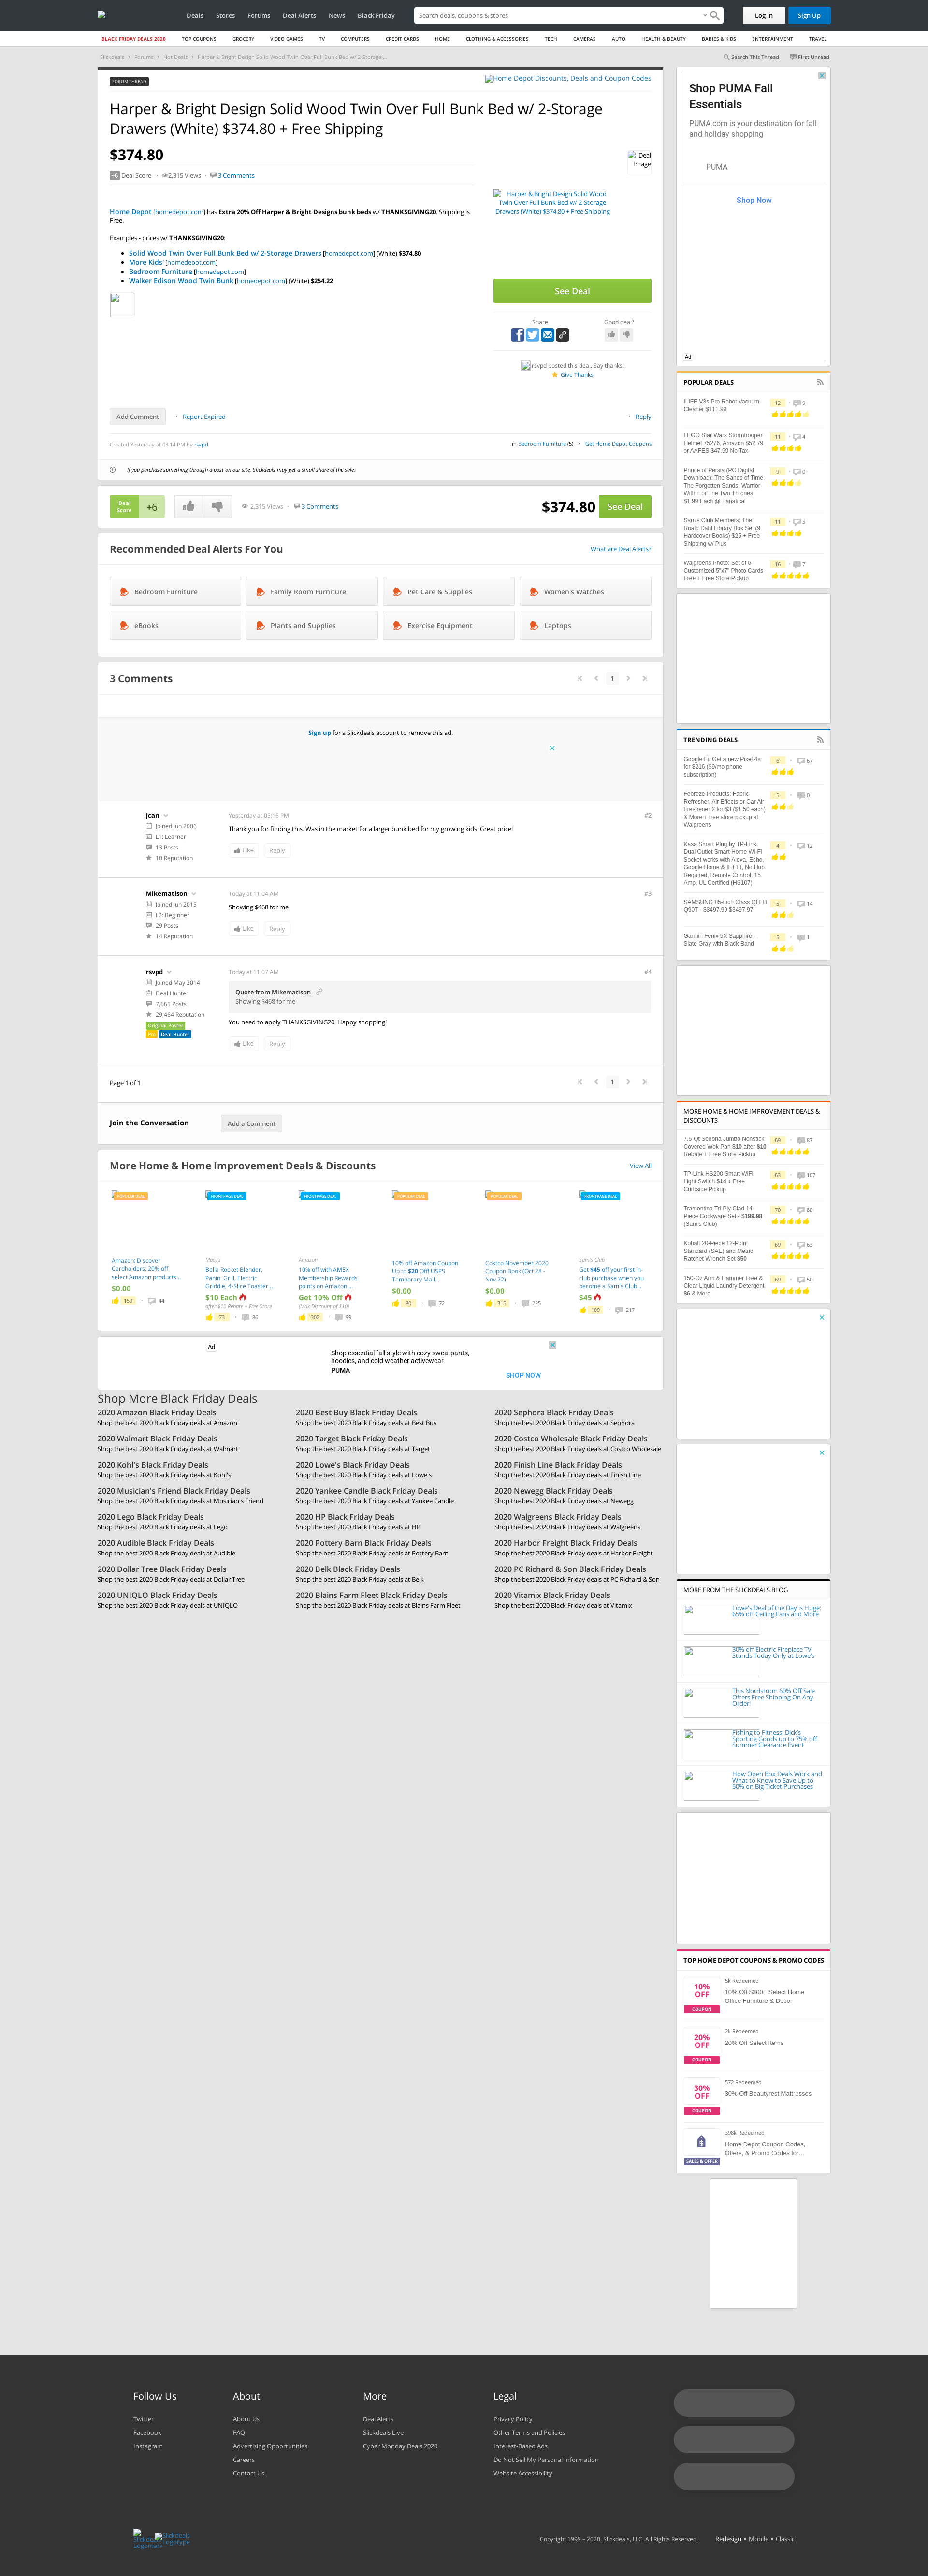 Deals Stores Forums Deal Alerts News Black Friday
Search deals, coupons & stores
Log In
Sign Up
BLACK FRIDAY DEALS 2020 TOP COUPONS GROCERY VIDEO GAMES TV COMPUTERS CREDIT CARDS HOME CLOTHING & ACCESSORIES TECH CAMERAS AUTO HEALTH & BEAUTY BABIES & KIDS ENTERTAINMENT TRAVEL
Slickdeals › Forums › Hot Deals › Harper & Bright Design Solid Wood Twin Over Full Bunk Bed w/ 2-Storage ...
Search This Thread First Unread
FORUM THREAD
Home Depot Discounts, Deals and Coupon Codes
Harper & Bright Design Solid Wood Twin Over Full Bunk Bed w/ 2-Storage
Drawers (White) $374.80 + Free Shipping
$374.80
Deal Image
+6 Deal Score · 2,315 Views · 3 Comments
Harper & Bright Design Solid Wood
Twin Over Full Bunk Bed w/ 2-Storage
Drawers (White) $374.80 + Free Shipping
Home Depot [homedepot.com] has Extra 20% Off Harper & Bright Designs bunk beds w/ THANKSGIVING20. Shipping is
Free.
Examples - prices w/ THANKSGIVING20:
• Solid Wood Twin Over Full Bunk Bed w/ 2-Storage Drawers [homedepot.com] (White) $374.80
• More Kids' [homedepot.com]
• Bedroom Furniture [homedepot.com]
• Walker Edison Wood Twin Bunk [homedepot.com] (White) $254.22
See Deal
Share
Good deal?
rsvpd posted this deal. Say thanks!
Give Thanks
Add Comment · Report Expired
· Reply
Created Yesterday at 03:14 PM by rsvpd
in Bedroom Furniture (5) · Get Home Depot Coupons
If you purchase something through a post on our site, Slickdeals may get a small share of the sale.
Deal Score +6
2,315 Views · 3 Comments
$374.80 See Deal
Recommended Deal Alerts For You
What are Deal Alerts?
Bedroom Furniture
Family Room Furniture
Pet Care & Supplies
Women's Watches
eBooks
Plants and Supplies
Exercise Equipment
Laptops
3 Comments
1
Sign up for a Slickdeals account to remove this ad.
jcan
Joined Jun 2006
L1: Learner
13 Posts
10 Reputation
Yesterday at 05:16 PM
#2
Thank you for finding this. Was in the market for a larger bunk bed for my growing kids. Great price!
Like Reply
Mikematison
Joined Jun 2015
L2: Beginner
29 Posts
14 Reputation
Today at 11:04 AM
#3
Showing $468 for me
Like Reply
rsvpd
Joined May 2014
Deal Hunter
7,665 Posts
29,464 Reputation
Original Poster
Pro Deal Hunter
Today at 11:07 AM
#4
Quote from Mikematison
Showing $468 for me
You need to apply THANKSGIVING20. Happy shopping!
Like Reply
Page 1 of 1
1
Join the Conversation
Add a Comment
More Home & Home Improvement Deals & Discounts
View All
POPULAR DEAL
Amazon: Discover
Cardholders: 20% off
select Amazon products...
$0.00
159 · 44
FRONTPAGE DEAL
Macy's
Bella Rocket Blender,
Panini Grill, Electric
Griddle, 4-Slice Toaster...
$10 Each
after $10 Rebate + Free Store
73 · 86
FRONTPAGE DEAL
Amazon
10% off with AMEX
Membership Rewards
points on Amazon....
Get 10% Off
(Max Discount of $10)
302 · 99
POPULAR DEAL
10% off Amazon Coupon
Up to $20 Off! USPS
Temporary Mail...
$0.00
80 · 72
POPULAR DEAL
Costco November 2020
Coupon Book (Oct 28 -
Nov 22)
$0.00
315 · 225
FRONTPAGE DEAL
Sam's Club
Get $45 off your first in-
club purchase when you
become a Sam's Club...
$45
109 · 217
Ad
Shop essential fall style with cozy sweatpants,
hoodies, and cold weather activewear.
PUMA
SHOP NOW
Shop More Black Friday Deals
2020 Amazon Black Friday Deals
Shop the best 2020 Black Friday deals at Amazon
2020 Best Buy Black Friday Deals
Shop the best 2020 Black Friday deals at Best Buy
2020 Sephora Black Friday Deals
Shop the best 2020 Black Friday deals at Sephora
2020 Walmart Black Friday Deals
Shop the best 2020 Black Friday deals at Walmart
2020 Target Black Friday Deals
Shop the best 2020 Black Friday deals at Target
2020 Costco Wholesale Black Friday Deals
Shop the best 2020 Black Friday deals at Costco Wholesale
2020 Kohl's Black Friday Deals
Shop the best 2020 Black Friday deals at Kohl's
2020 Lowe's Black Friday Deals
Shop the best 2020 Black Friday deals at Lowe's
2020 Finish Line Black Friday Deals
Shop the best 2020 Black Friday deals at Finish Line
2020 Musician's Friend Black Friday Deals
Shop the best 2020 Black Friday deals at Musician's Friend
2020 Yankee Candle Black Friday Deals
Shop the best 2020 Black Friday deals at Yankee Candle
2020 Newegg Black Friday Deals
Shop the best 2020 Black Friday deals at Newegg
2020 Lego Black Friday Deals
Shop the best 2020 Black Friday deals at Lego
2020 HP Black Friday Deals
Shop the best 2020 Black Friday deals at HP
2020 Walgreens Black Friday Deals
Shop the best 2020 Black Friday deals at Walgreens
2020 Audible Black Friday Deals
Shop the best 2020 Black Friday deals at Audible
2020 Pottery Barn Black Friday Deals
Shop the best 2020 Black Friday deals at Pottery Barn
2020 Harbor Freight Black Friday Deals
Shop the best 2020 Black Friday deals at Harbor Freight
2020 Dollar Tree Black Friday Deals
Shop the best 2020 Black Friday deals at Dollar Tree
2020 Belk Black Friday Deals
Shop the best 2020 Black Friday deals at Belk
2020 PC Richard & Son Black Friday Deals
Shop the best 2020 Black Friday deals at PC Richard & Son
2020 UNIQLO Black Friday Deals
Shop the best 2020 Black Friday deals at UNIQLO
2020 Blains Farm Fleet Black Friday Deals
Shop the best 2020 Black Friday deals at Blains Farm Fleet
2020 Vitamix Black Friday Deals
Shop the best 2020 Black Friday deals at Vitamix
Shop PUMA Fall
Essentials
PUMA.com is your destination for fall
and holiday shopping
PUMA
Shop Now
Ad
POPULAR DEALS
ILIFE V3s Pro Robot Vacuum
Cleaner $111.99
12 · 9
LEGO Star Wars Stormtrooper
Helmet 75276, Amazon $52.79
or AAFES $47.99 No Tax
11 · 4
Prince of Persia (PC Digital
Download): The Sands of Time,
The Forgotten Sands, Warrior
Within or The Two Thrones
$1.99 Each @ Fanatical
9 · 0
Sam's Club Members: The
Roald Dahl Library Box Set (9
Hardcover Books) $25 + Free
Shipping w/ Plus
11 · 5
Walgreens Photo: Set of 6
Customized 5"x7" Photo Cards
Free + Free Store Pickup
16 · 7
TRENDING DEALS
Google Fi: Get a new Pixel 4a
for $216 ($9/mo phone
subscription)
6 · 67
Febreze Products: Fabric
Refresher, Air Effects or Car Air
Freshener 2 for $3 ($1.50 each)
& More + free store pickup at
Walgreens
5 · 0
Kasa Smart Plug by TP-Link,
Dual Outlet Smart Home Wi-Fi
Socket works with Alexa, Echo,
Google Home & IFTTT, No Hub
Required, Remote Control, 15
Amp, UL Certified (HS107)
4 · 12
SAMSUNG 85-inch Class QLED
Q90T - $3497.99 $3497.97
5 · 14
Garmin Fenix 5X Sapphire -
Slate Gray with Black Band
5 · 1
MORE HOME & HOME IMPROVEMENT DEALS &
DISCOUNTS
7.5-Qt Sedona Jumbo Nonstick
Covered Wok Pan $10 after $10
Rebate + Free Store Pickup
69 · 87
TP-Link HS200 Smart WiFi
Light Switch $14 + Free
Curbside Pickup
63 · 107
Tramontina Tri-Ply Clad 14-
Piece Cookware Set - $199.98
(Sam's Club)
70 · 80
Kobalt 20-Piece 12-Point
Standard (SAE) and Metric
Ratchet Wrench Set $50
69 · 63
150-Oz Arm & Hammer Free &
Clear Liquid Laundry Detergent
$6 & More
69 · 50
MORE FROM THE SLICKDEALS BLOG
Lowe's Deal of the Day is Huge:
65% off Ceiling Fans and More
30% off Electric Fireplace TV
Stands Today Only at Lowe's
This Nordstrom 60% Off Sale
Offers Free Shipping On Any
Order!
Fishing to Fitness: Dick's
Sporting Goods up to 75% off
Summer Clearance Event
How Open Box Deals Work and
What to Know to Save Up to
50% on Big Ticket Purchases
TOP HOME DEPOT COUPONS & PROMO CODES
10% OFF
COUPON
5k Redeemed
10% Off $300+ Select Home
Office Furniture & Decor
20% OFF
COUPON
2k Redeemed
20% Off Select Items
30% OFF
COUPON
572 Redeemed
30% Off Beautyrest Mattresses
SALES & OFFER
398k Redeemed
Home Depot Coupon Codes,
Offers, & Promo Codes for...
Follow Us
Twitter
Facebook
Instagram
About
About Us
FAQ
Advertising Opportunities
Careers
Contact Us
More
Deal Alerts
Slickdeals Live
Cyber Monday Deals 2020
Legal
Privacy Policy
Other Terms and Policies
Interest-Based Ads
Do Not Sell My Personal Information
Website Accessibility
Slickdeals Logomark
Slickdeals Logotype
Copyright 1999 – 2020. Slickdeals, LLC. All Rights Reserved.
Redesign • Mobile • Classic